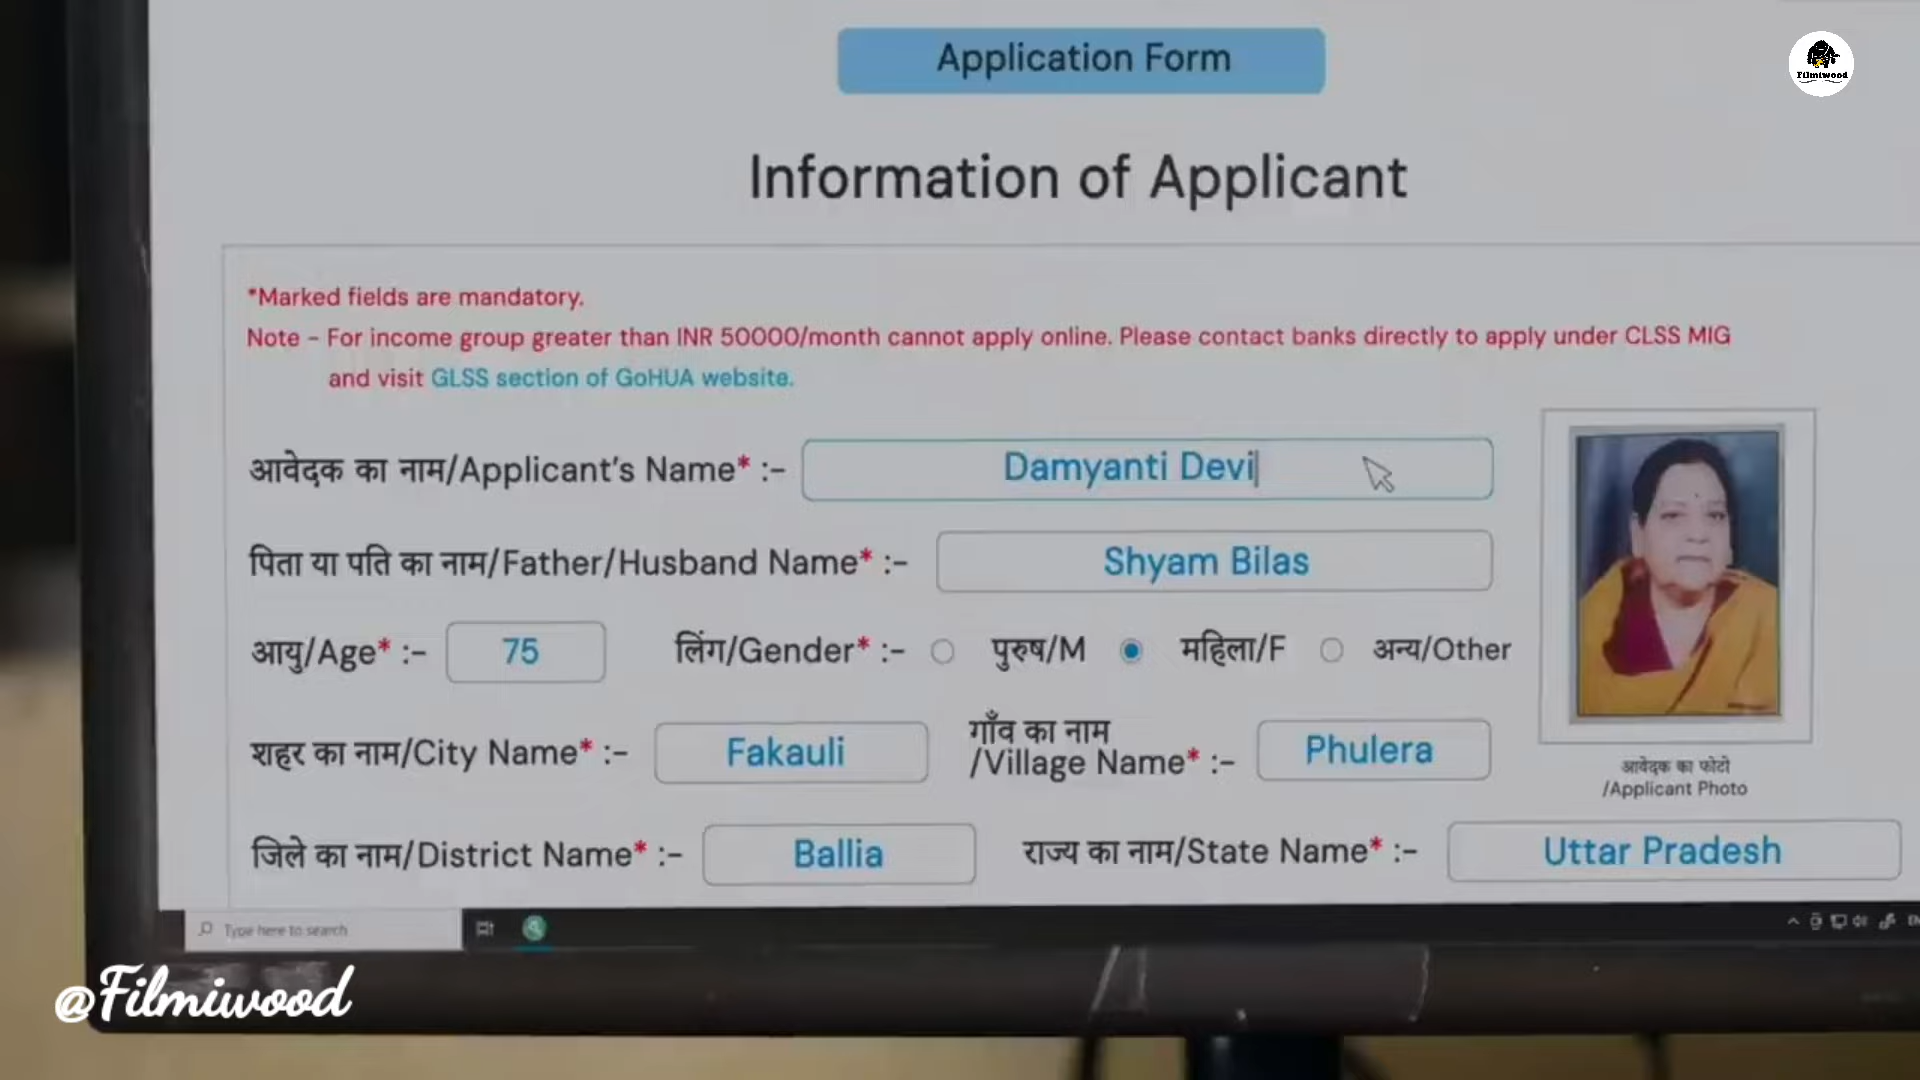 Application Form
Filmiwood
Information of Applicant
*Marked fields are mandatory.
Note - For income group greater than INR 50000/month cannot apply online. Please contact banks directly to apply under CLSS MIG
and visit GLSS section of GoHUA website.
आवेदक का नाम/Applicant's Name* :- Damyanti Devi
पिता या पति का नाम/Father/Husband Name* :- Shyam Bilas
आयु/Age* :- 75 लिंग/Gender* :- पुरुष/M महिला/F अन्य/Other
शहर का नाम/City Name* :- Fakauli गाँव का नाम
/Village Name* :- Phulera
आवेदक का फोटो
/Applicant Photo
जिले का नाम/District Name* :- Ballia राज्य का नाम/State Name* :- Uttar Pradesh
Type here to search
@Filmiwood